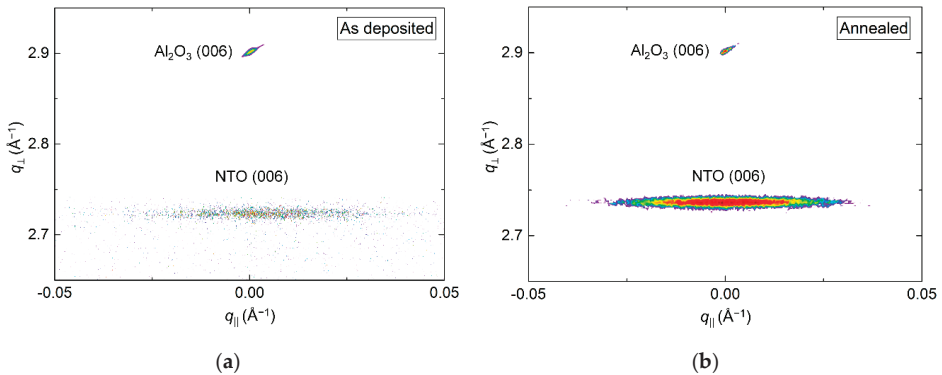 As deposited
Al₂O₃ (006)
NTO (006)
2.9
2.8
2.7
q⊥ (Å⁻¹)
-0.05
0.00
0.05
q|| (Å⁻¹)
(a)
Annealed
Al₂O₃ (006)
NTO (006)
2.9
2.8
2.7
q⊥ (Å⁻¹)
-0.05
0.00
0.05
q|| (Å⁻¹)
(b)